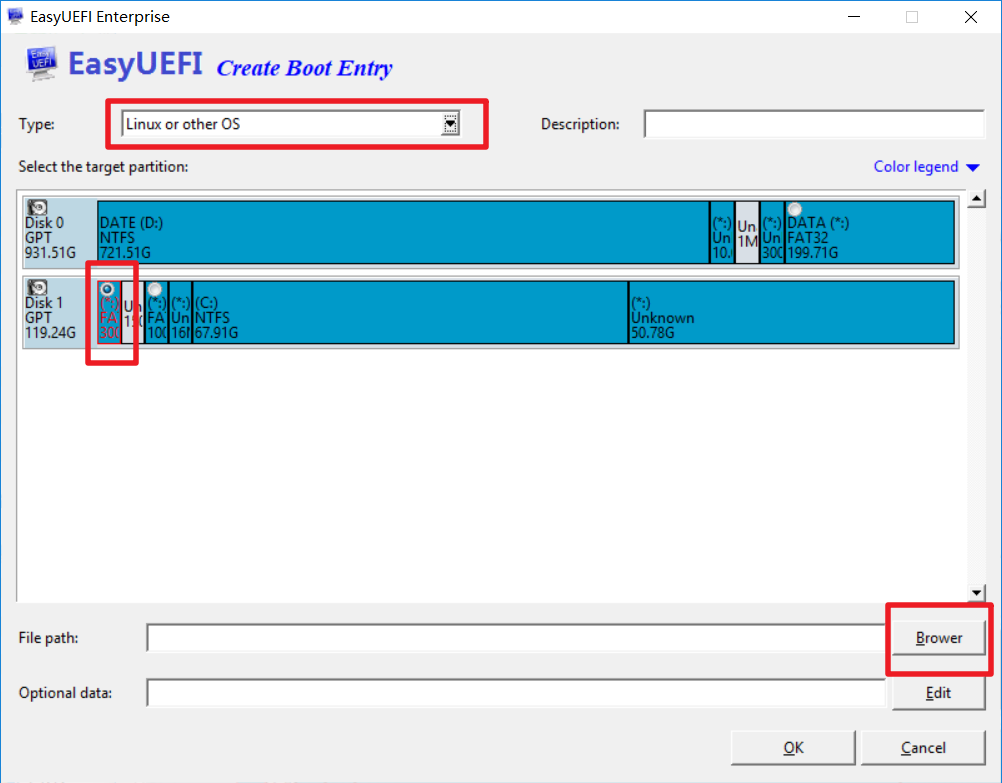 EasyUEFI Enterprise
EasyUEFI Create Boot Entry
Type:
Linux or other OS
Description:
Select the target partition:
Color legend
Disk 0
GPT
931.51G
DATE (D:)
NTFS
721.51G
(*:)
Un
10.
Un
1M
(*:)
Un
300
DATA (*:)
FAT32
199.71G
Disk 1
GPT
119.24G
(*:)
FA
300
Un
(*:)
FA
100
(*:)
Un
16M
(C:)
NTFS
67.91G
(*:)
Unknown
50.78G
File path:
Brower
Optional data:
Edit
OK
Cancel